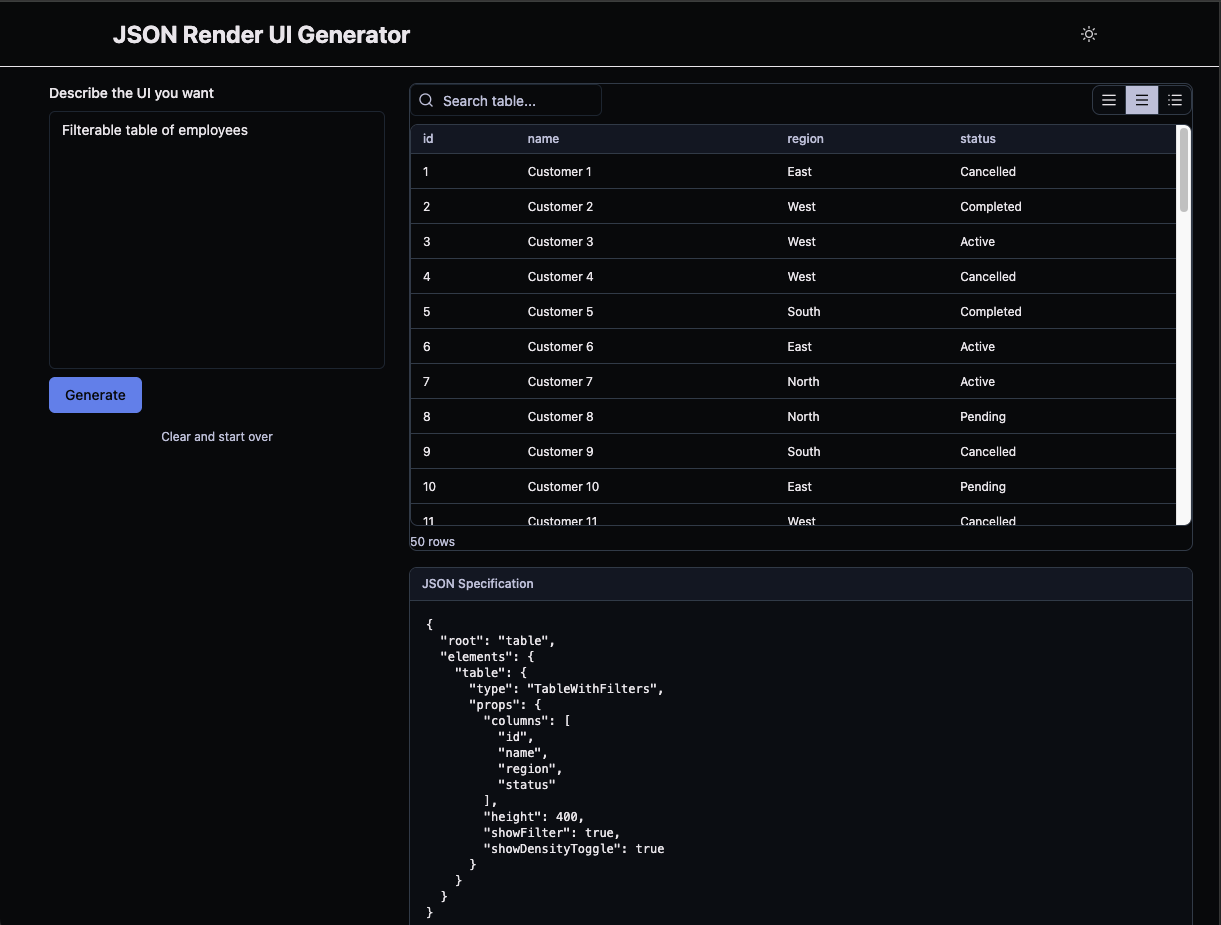 JSON Render UI Generator
Describe the UI you want
Filterable table of employees
Generate
Clear and start over
Search table...
id name region status
1 Customer 1 East Cancelled
2 Customer 2 West Completed
3 Customer 3 West Active
4 Customer 4 West Cancelled
5 Customer 5 South Completed
6 Customer 6 East Active
7 Customer 7 North Active
8 Customer 8 North Pending
9 Customer 9 South Cancelled
10 Customer 10 East Pending
11 Customer 11 West Cancelled
50 rows
JSON Specification
{
  "root": "table",
  "elements": {
    "table": {
      "type": "TableWithFilters",
      "props": {
        "columns": [
          "id",
          "name",
          "region",
          "status"
        ],
        "height": 400,
        "showFilter": true,
        "showDensityToggle": true
      }
    }
  }
}